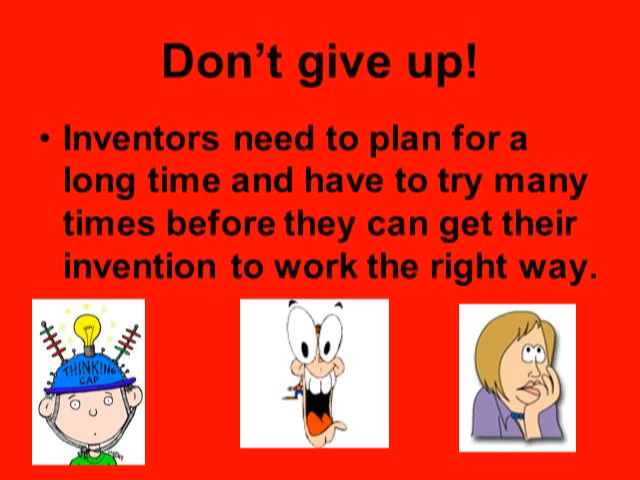 Don’t give up!
• Inventors need to plan for a
long time and have to try many
times before they can get their
invention to work the right way.
THINKING
CAP